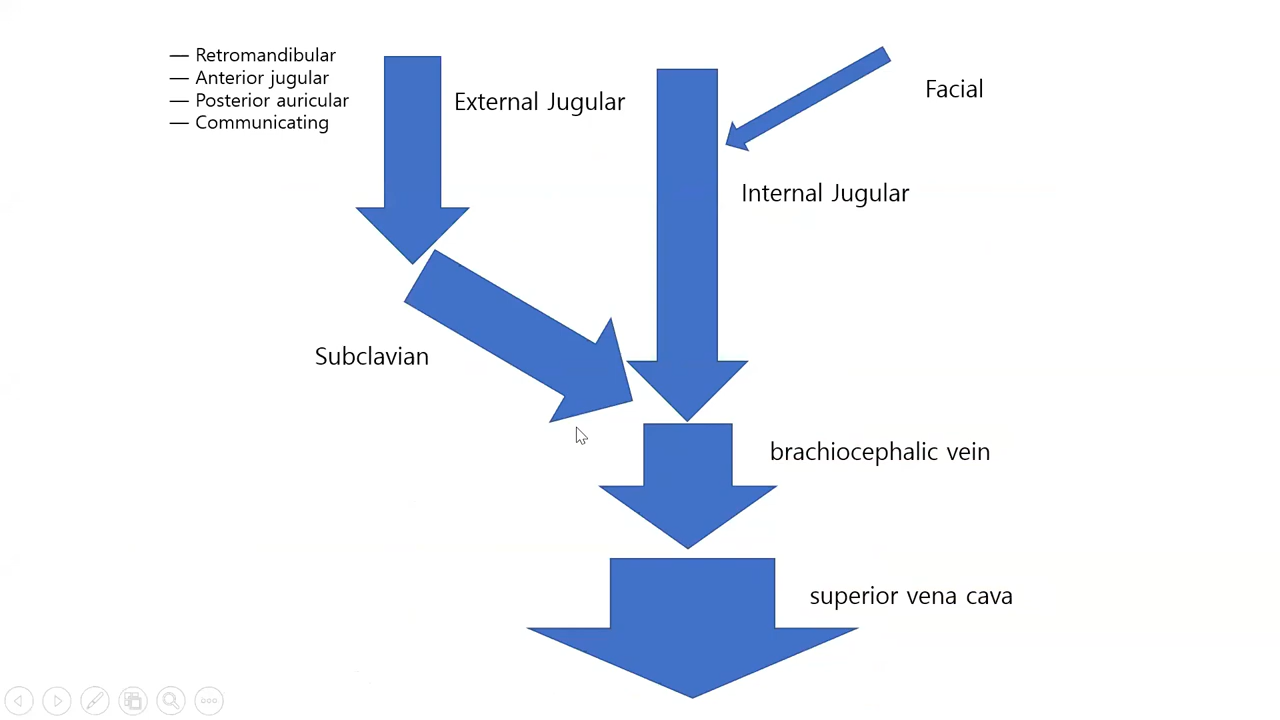 — Retromandibular
— Anterior jugular
— Posterior auricular
— Communicating
External Jugular
Facial
Internal Jugular
Subclavian
brachiocephalic vein
superior vena cava